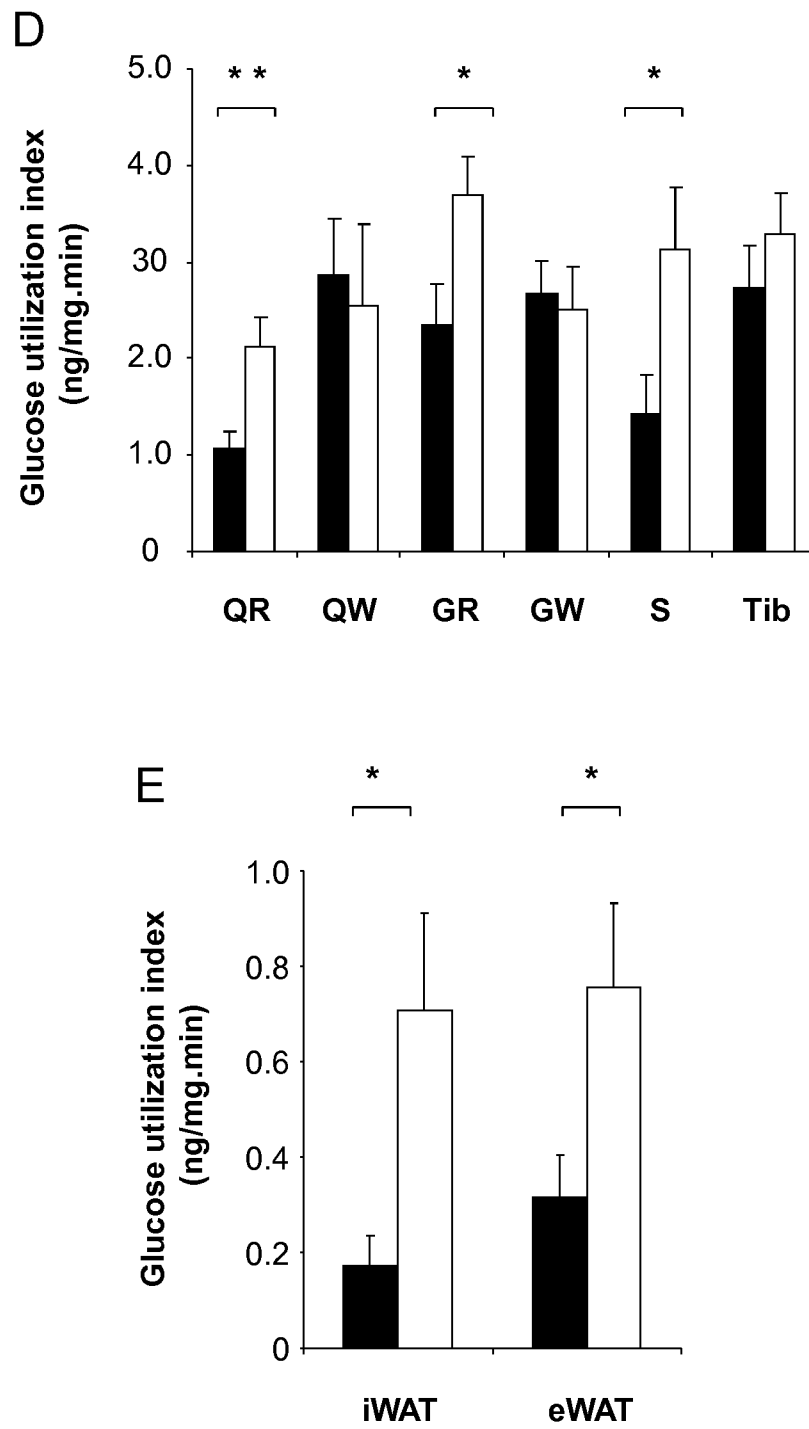 D
Glucose utilization index
(ng/mg.min)
5.0
4.0
30
2.0
1.0
0
* *
*
*
QR QW GR GW S Tib
E
Glucose utilization index
(ng/mg.min)
1.0
0.8
0.6
0.4
0.2
0
*
*
iWAT eWAT